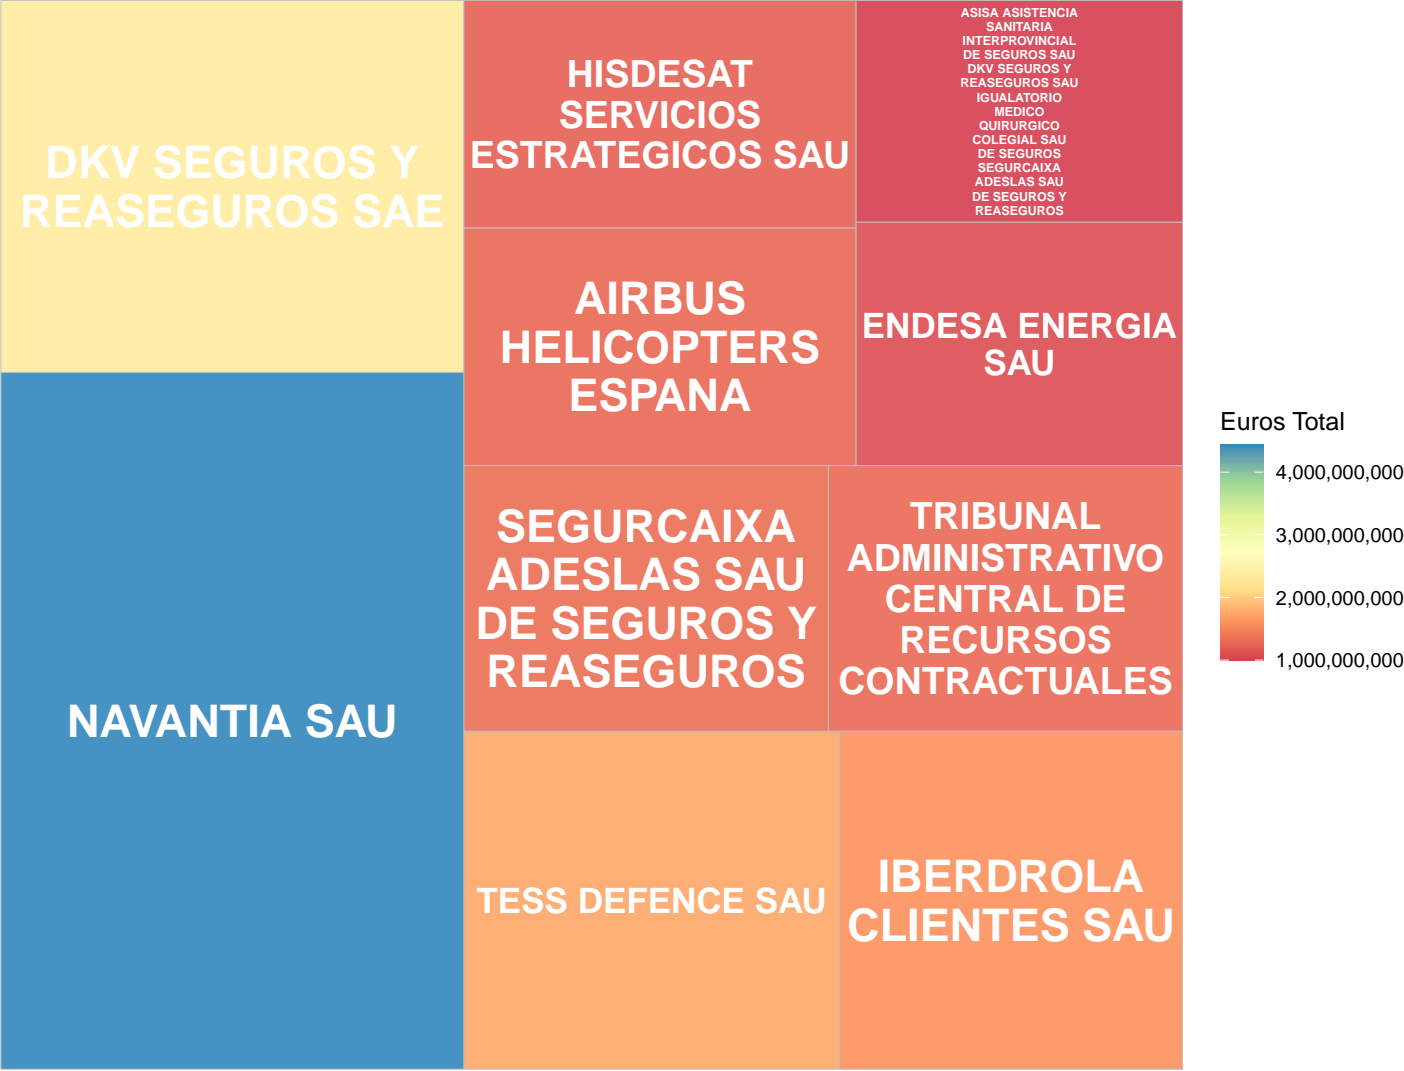 DKV SEGUROS Y
REASEGUROS SAE
NAVANTIA SAU
HISDESAT
SERVICIOS
ESTRATEGICOS SAU
AIRBUS
HELICOPTERS
ESPANA
SEGURCAIXA
ADESLAS SAU
DE SEGUROS Y
REASEGUROS
TESS DEFENCE SAU
ASISA ASISTENCIA
SANITARIA
INTERPROVINCIAL
DE SEGUROS SAU
DKV SEGUROS Y
REASEGUROS SAU
IGUALATORIO
MEDICO
QUIRURGICO
COLEGIAL SAU
DE SEGUROS
SEGURCAIXA
ADESLAS SAU
DE SEGUROS Y
REASEGUROS
ENDESA ENERGIA
SAU
TRIBUNAL
ADMINISTRATIVO
CENTRAL DE
RECURSOS
CONTRACTUALES
IBERDROLA
CLIENTES SAU
Euros Total
4,000,000,000
3,000,000,000
2,000,000,000
1,000,000,000